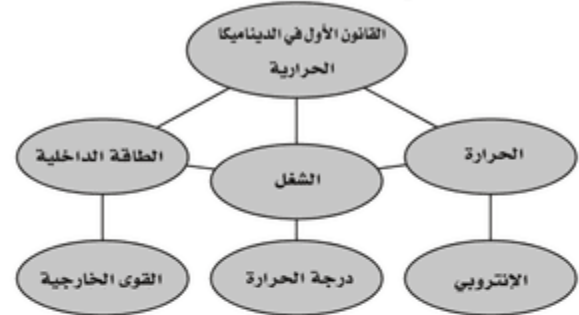 القانون الأول في الديناميكا
الحرارية
الحرارة
الشغل
الطاقة الداخلية
الإنتروبي
درجة الحرارة
القوى الخارجية